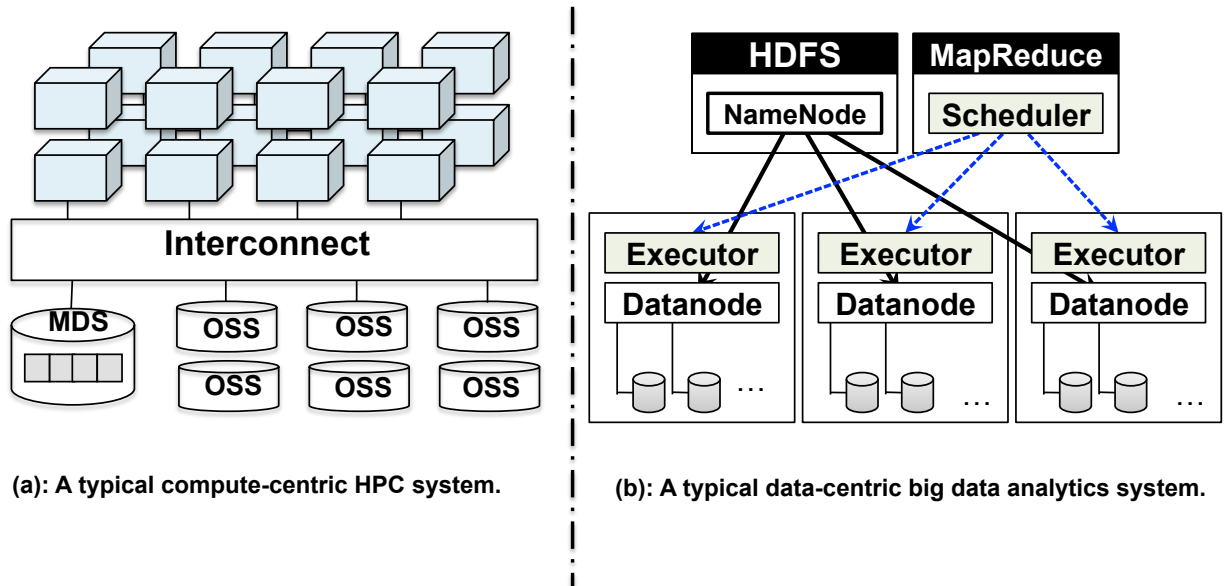 Interconnect
MDS
OSS OSS OSS
OSS OSS OSS
(a): A typical compute-centric HPC system.
HDFS MapReduce
NameNode Scheduler
Executor Executor Executor
Datanode Datanode Datanode
... ... ...
(b): A typical data-centric big data analytics system.